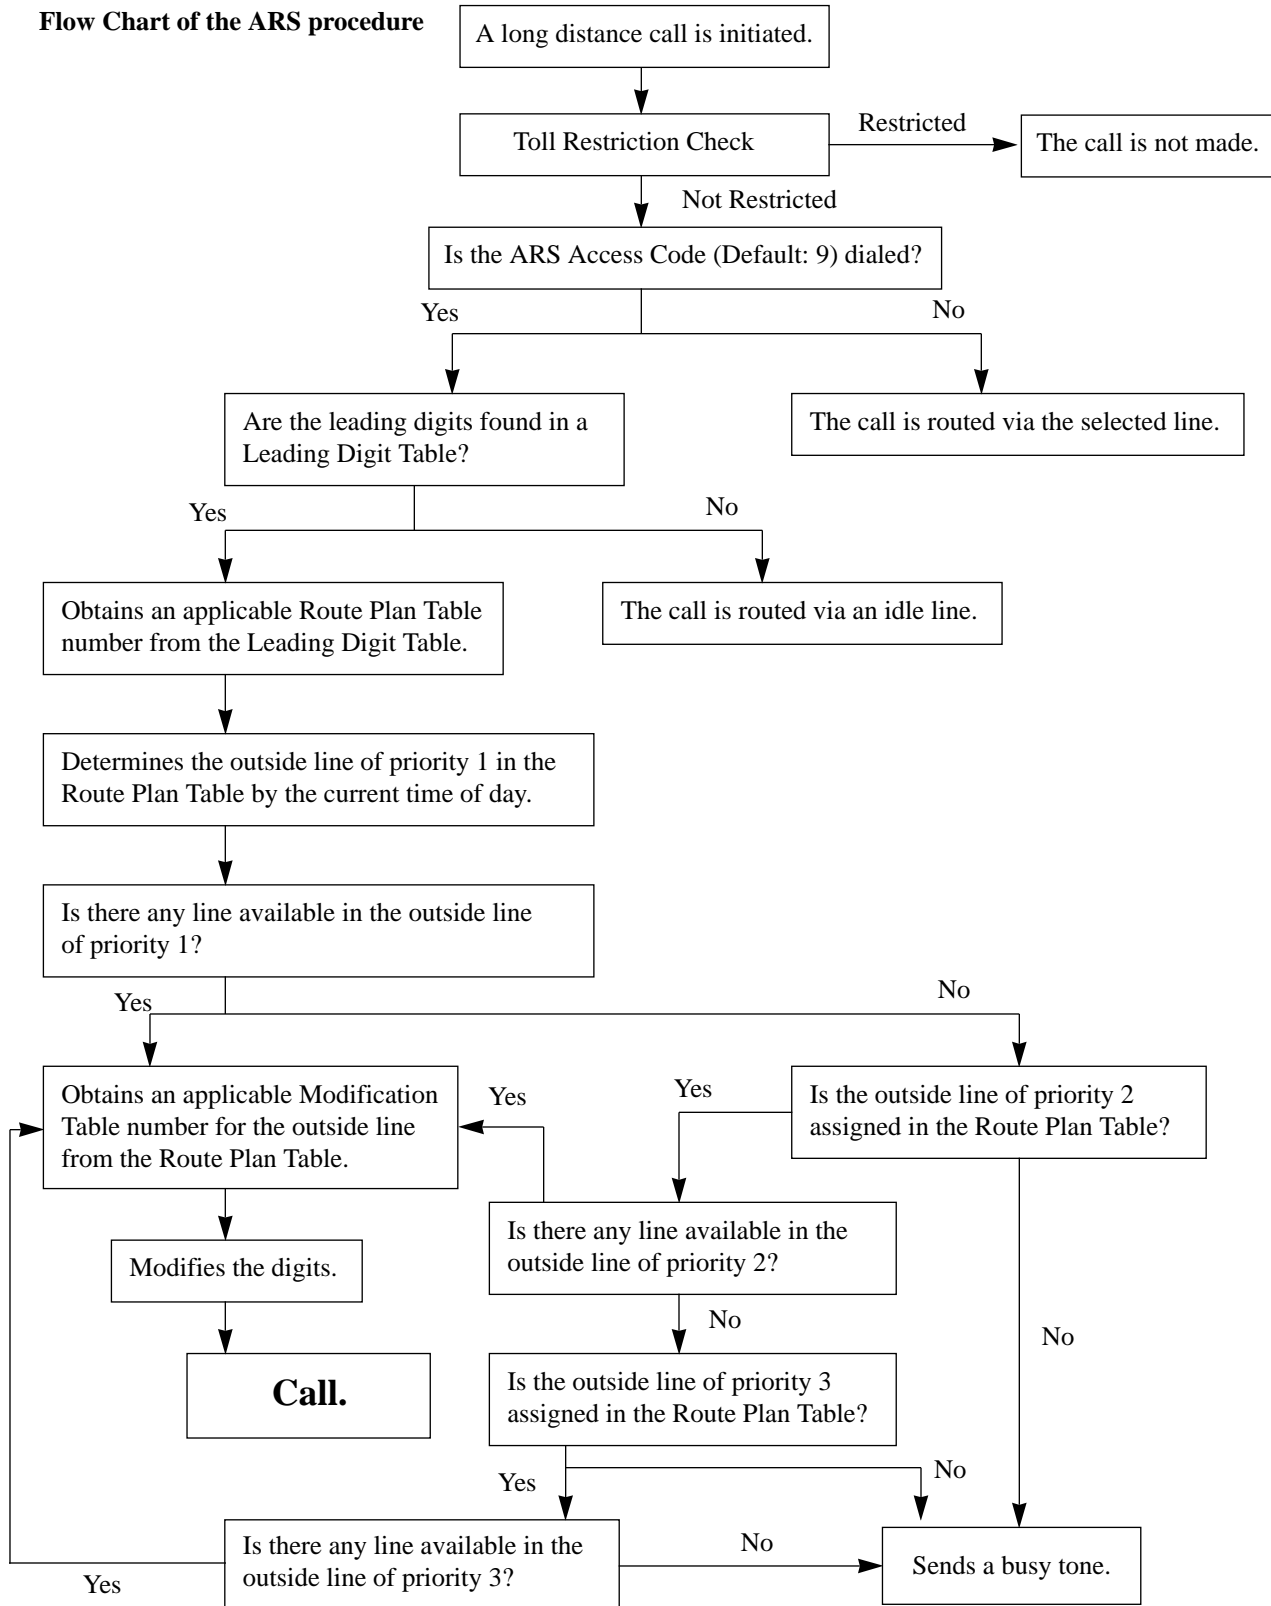 Flow Chart of the ARS procedure
A long distance call is initiated.
Toll Restriction Check
Restricted
The call is not made.
Not Restricted
Is the ARS Access Code (Default: 9) dialed?
Yes
No
Are the leading digits found in a
Leading Digit Table?
The call is routed via the selected line.
Yes
No
Obtains an applicable Route Plan Table
number from the Leading Digit Table.
The call is routed via an idle line.
Determines the outside line of priority 1 in the
Route Plan Table by the current time of day.
Is there any line available in the outside line
of priority 1?
Yes
No
Obtains an applicable Modification
Table number for the outside line
from the Route Plan Table.
Yes
Yes
Is the outside line of priority 2
assigned in the Route Plan Table?
Is there any line available in the
outside line of priority 2?
Modifies the digits.
No
No
Call.
Is the outside line of priority 3
assigned in the Route Plan Table?
Yes
No
Is there any line available in the
outside line of priority 3?
No
Sends a busy tone.
Yes